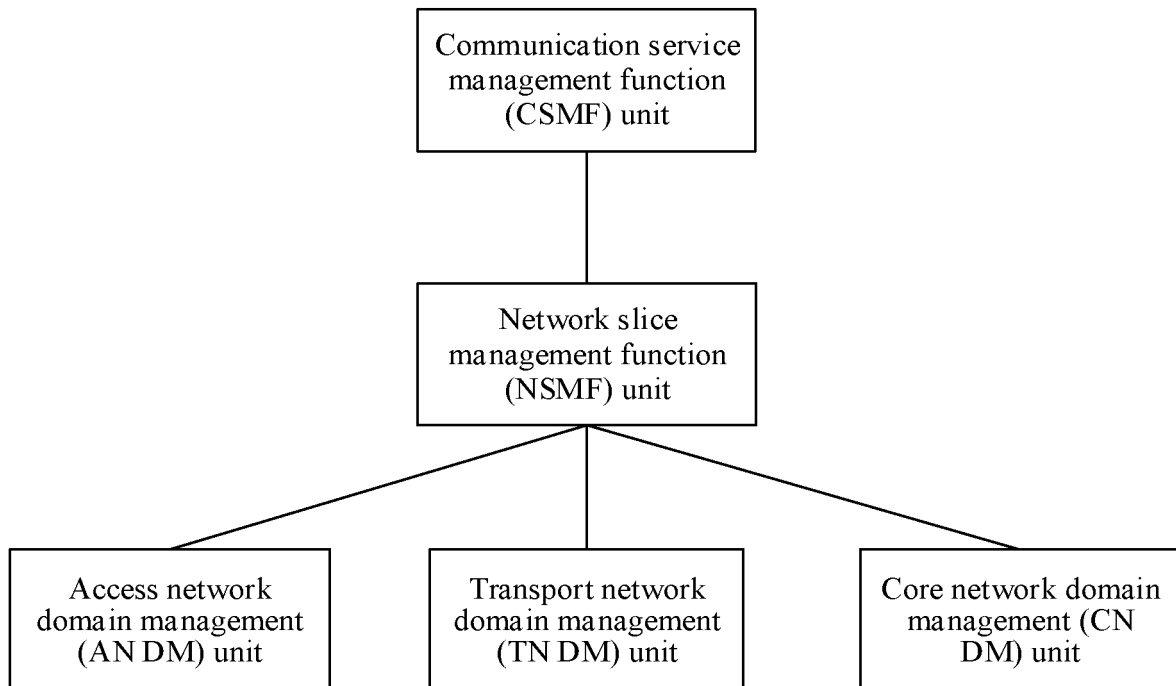 Communication service
management function
(CSMF) unit
Network slice
management function
(NSMF) unit
Access network
domain management
(AN DM) unit
Transport network
domain management
(TN DM) unit
Core network domain
management (CN
DM) unit